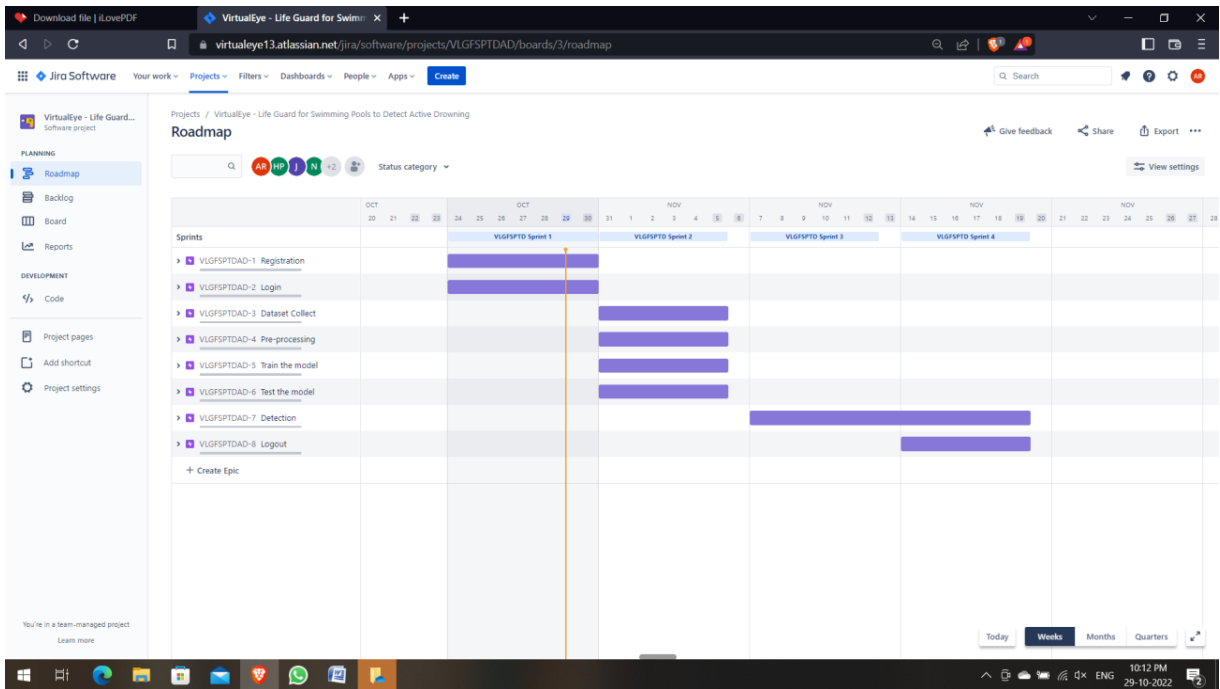 Download file | iLovePDF
VirtualEye - Life Guard for Swimm
virtualeye13.atlassian.net/jira/software/projects/VLGFSPTDAD/boards/3/roadmap
Jira Software Your work Projects Filters Dashboards People Apps Create Search AR
VirtualEye - Life Guard...
Software project
PLANNING
Roadmap
Backlog
Board
Reports
DEVELOPMENT
Code
Project pages
Add shortcut
Project settings
You're in a team-managed project
Learn more
Projects / VirtualEye - Life Guard for Swimming Pools to Detect Active Drowning
Roadmap
Give feedback Share Export
AR HP J N +2 Status category View settings
OCT OCT NOV NOV NOV NOV
20 21 22 23 24 25 26 27 28 29 30 31 1 2 3 4 5 6 7 8 9 10 11 12 13 14 15 16 17 18 19 20 21 22 23 24 25 26 27 28
Sprints VLGFSPTD Sprint 1 VLGFSPTD Sprint 2 VLGFSPTD Sprint 3 VLGFSPTD Sprint 4
VLGFSPTDAD-1 Registration
VLGFSPTDAD-2 Login
VLGFSPTDAD-3 Dataset Collect
VLGFSPTDAD-4 Pre-processing
VLGFSPTDAD-5 Train the model
VLGFSPTDAD-6 Test the model
VLGFSPTDAD-7 Detection
VLGFSPTDAD-8 Logout
+ Create Epic
Today Weeks Months Quarters
ENG
10:12 PM
29-10-2022
2